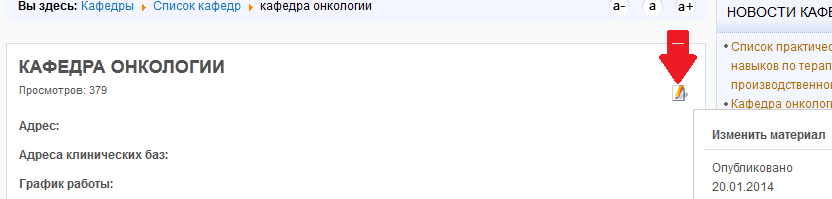 Вы здесь: Кафедры Список кафедр кафедра онкологии
a- a a+
КАФЕДРА ОНКОЛОГИИ
Просмотров: 379
Адрес:
Адреса клинических баз:
График работы:
НОВОСТИ КАФЕ
Список практичес
навыков по терап
производственно
Кафедра онколог
Изменить материал
Опубликовано
20.01.2014